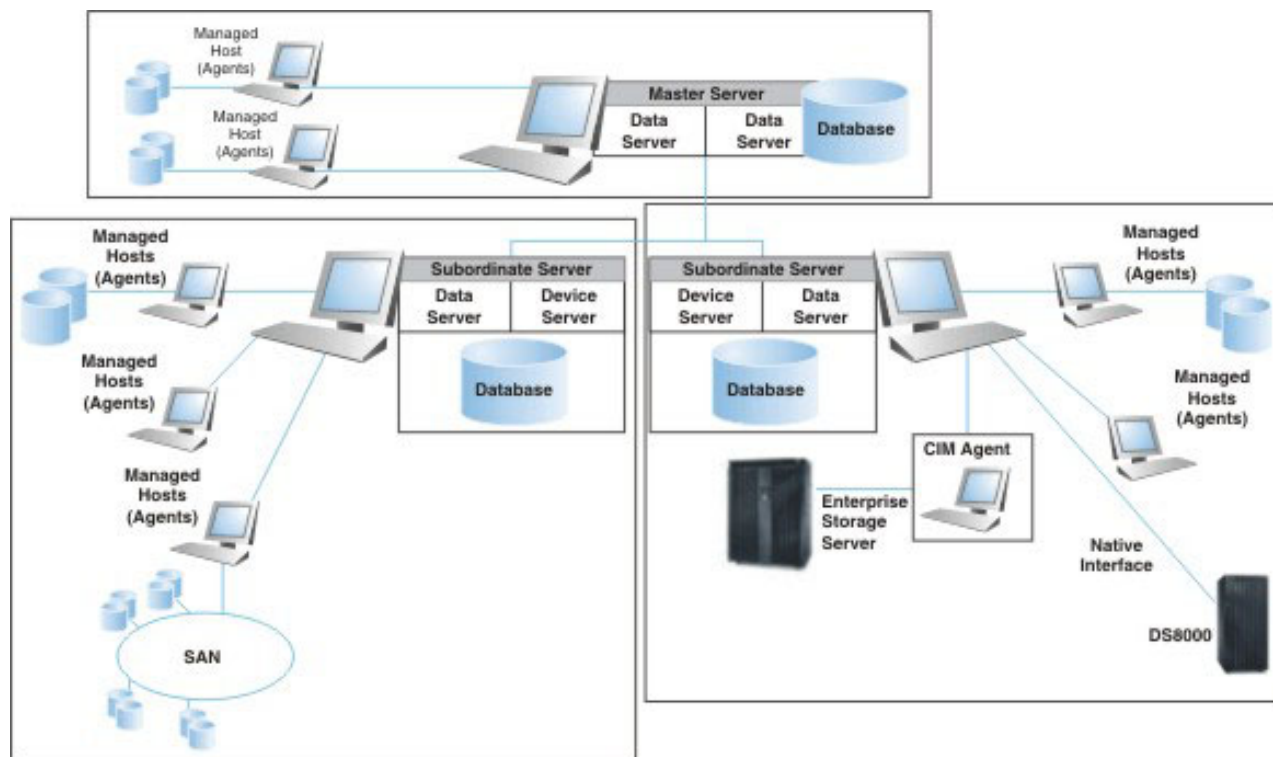 Managed
Host
(Agents)
Managed
Host
(Agents)
Master Server
Data
Server
Data
Server
Database
Managed
Hosts
(Agents)
Managed
Hosts
(Agents)
Managed
Hosts
(Agents)
SAN
Subordinate Server
Data
Server
Device
Server
Database
Subordinate Server
Device
Server
Data
Server
Database
Managed
Hosts
(Agents)
Managed
Hosts
(Agents)
CIM Agent
Enterprise
Storage
Server
Native
Interface
DS8000